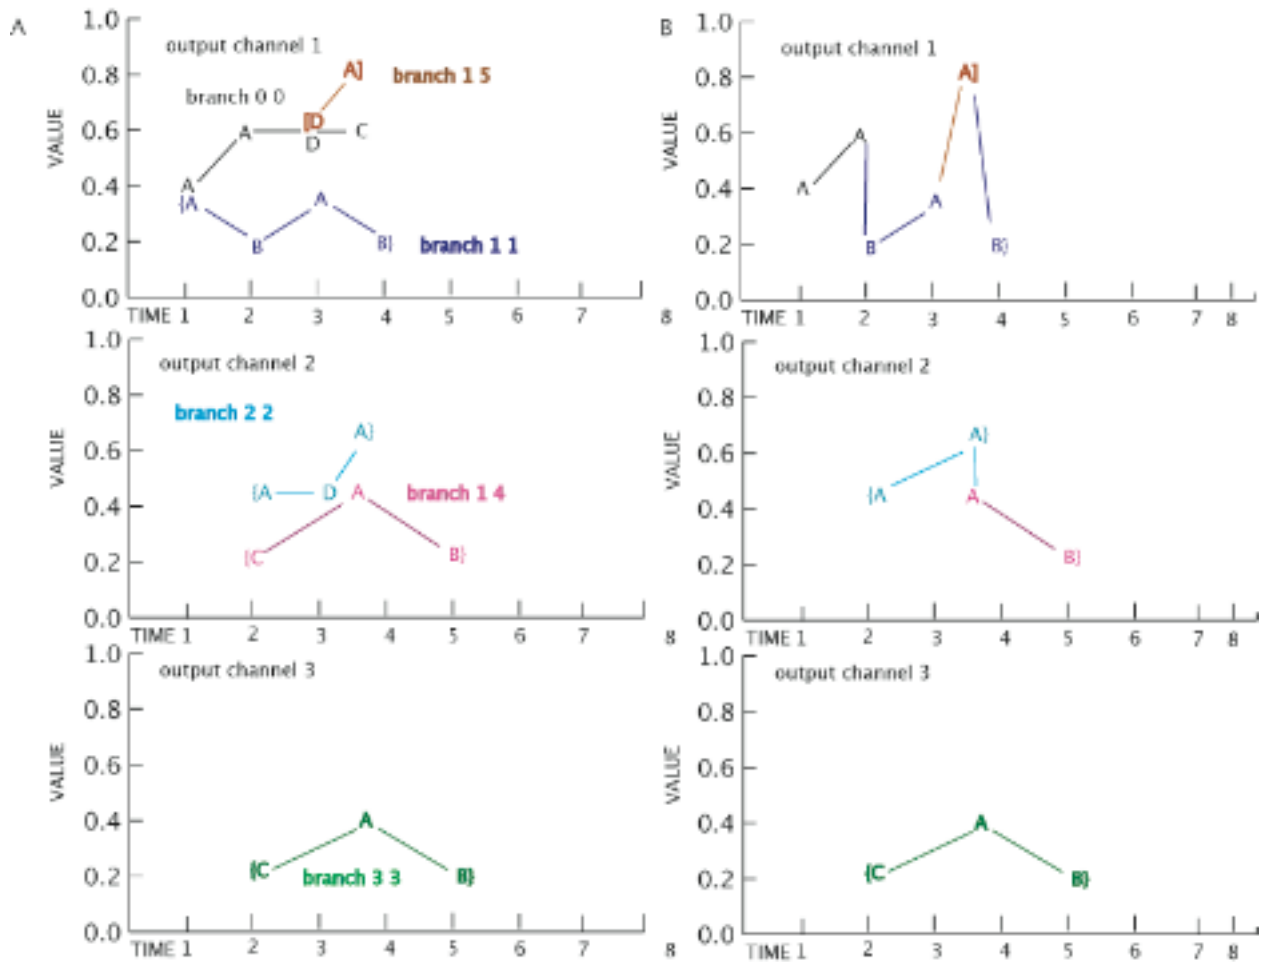 A
1.0
output channel 1
0.8
A]
branch 1 5
branch 0 0
VALUE
0.6
A
[D
D
C
0.4
A
{A
A
0.2
B
B}
branch 1 1
0.0
TIME 1 2 3 4 5 6 7 8
1.0
output channel 2
0.8
branch 2 2
VALUE
0.6
A}
0.4
{A
D
A
branch 1 4
0.2
{C
B}
0.0
TIME 1 2 3 4 5 6 7 8
1.0
output channel 3
0.8
VALUE
0.6
0.4
A
0.2
{C
branch 3 3
B}
0.0
TIME 1 2 3 4 5 6 7 8
B
1.0
output channel 1
0.8
A]
VALUE
0.6
A
0.4
A
A
0.2
B
B}
0.0
TIME 1 2 3 4 5 6 7 8
1.0
output channel 2
0.8
VALUE
0.6
A}
0.4
{A
A
0.2
B}
0.0
TIME 1 2 3 4 5 6 7 8
1.0
output channel 3
0.8
VALUE
0.6
0.4
A
0.2
{C
B}
0.0
TIME 1 2 3 4 5 6 7 8